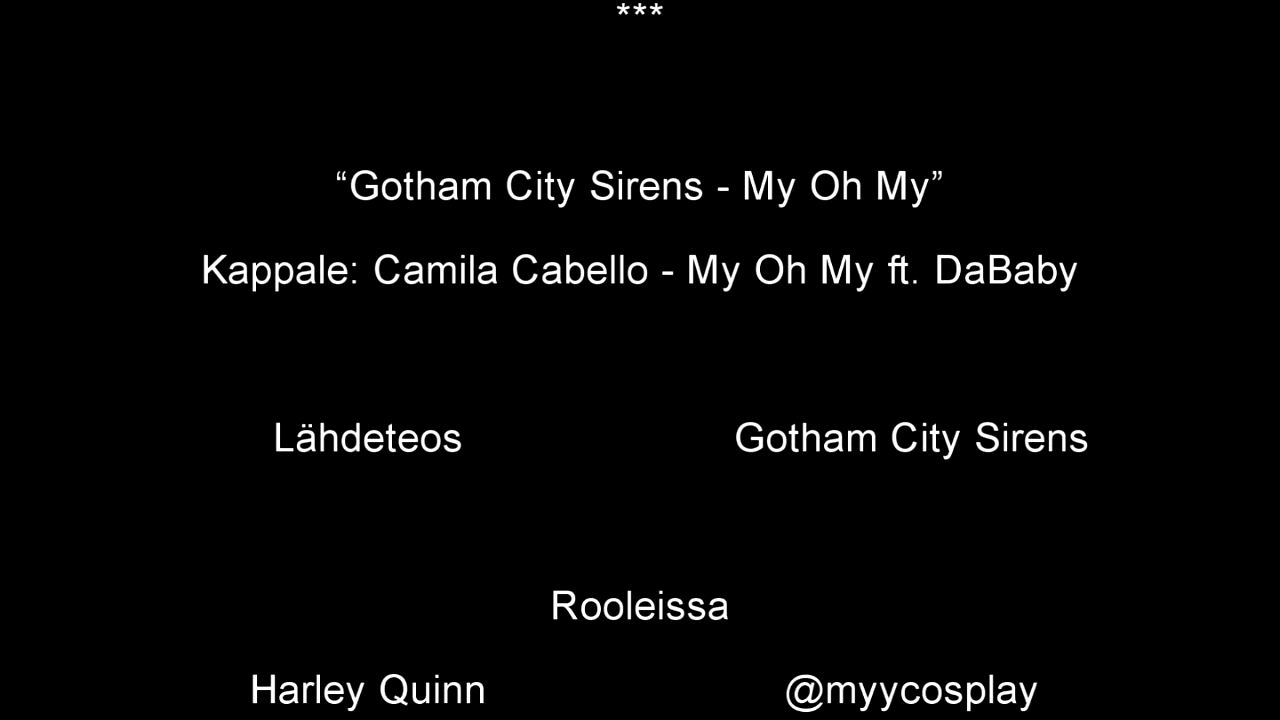 ***
“Gotham City Sirens - My Oh My”
Kappale: Camila Cabello - My Oh My ft. DaBaby
Lähdeteos Gotham City Sirens
Rooleissa
Harley Quinn @myycosplay